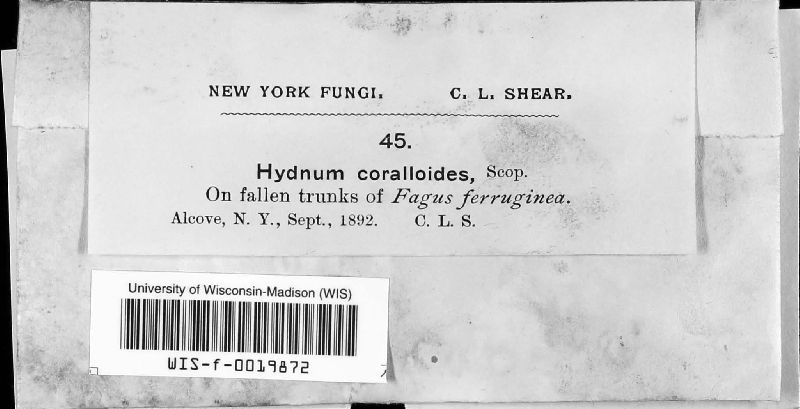 NEW YORK FUNGI. C. L. SHEAR.
45.
Hydnum coralloides, Scop.
On fallen trunks of Fagus ferruginea.
Alcove, N. Y., Sept., 1892. C. L. S.
University of Wisconsin-Madison (WIS)
WIS-f-0019872